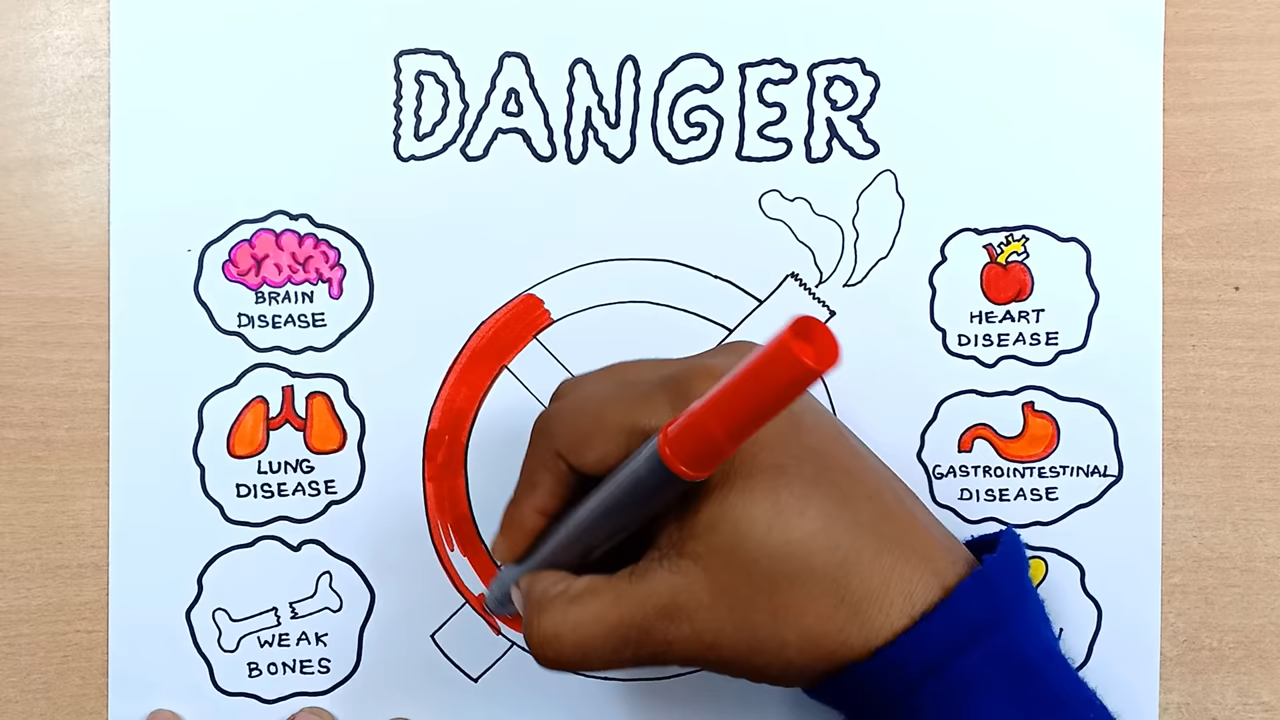 DANGER
BRAIN
DISEASE
LUNG
DISEASE
WEAK
BONES
HEART
DISEASE
GASTROINTESTINAL
DISEASE